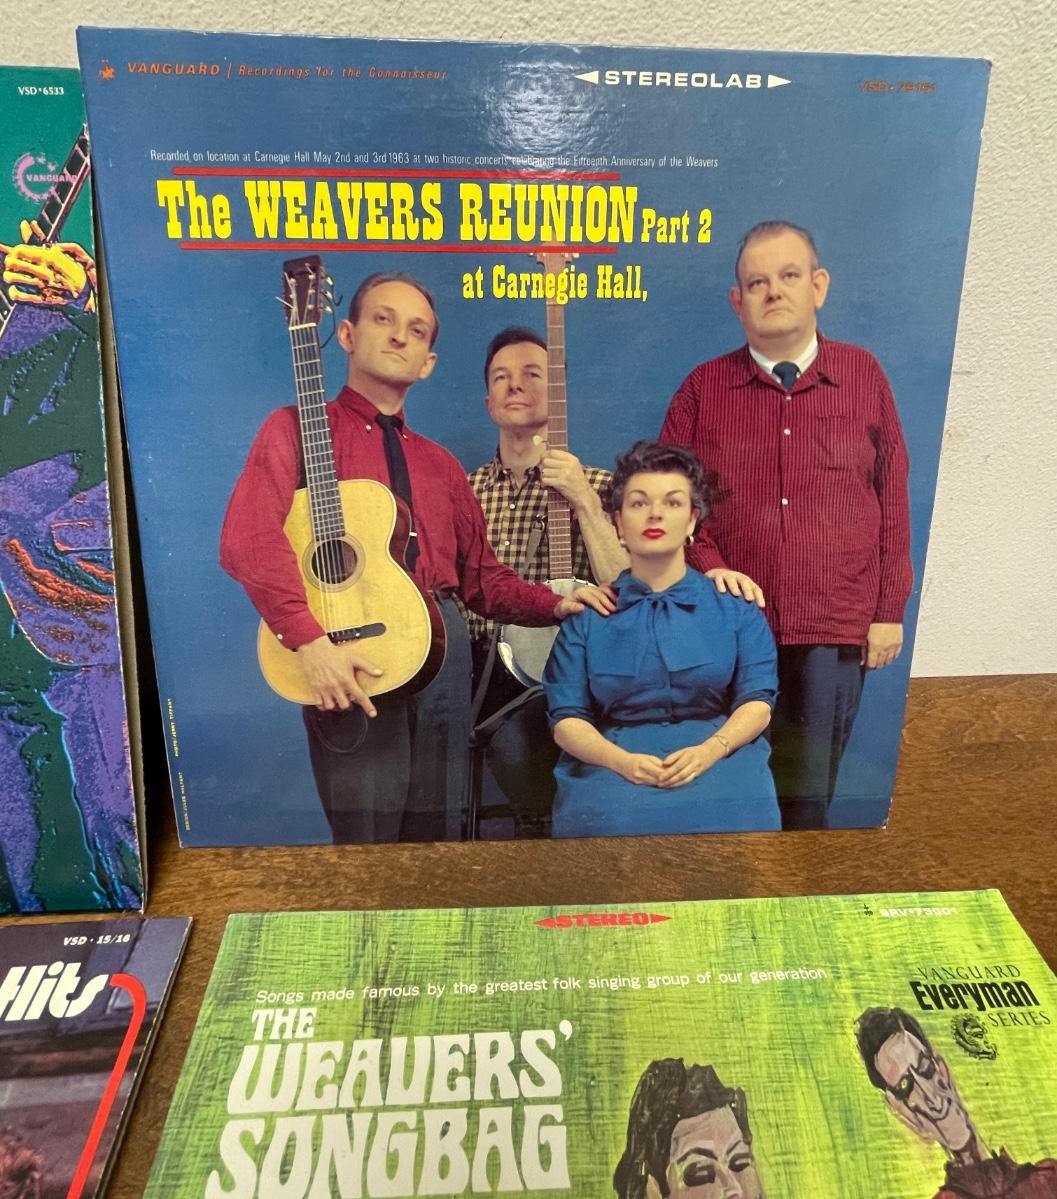 VSD•6533
VANGUARD
VANGUARD | Recordings for the Connoisseur
STEREOLAB
Recorded on location at Carnegie Hall May 2nd and 3rd 1963 at two historic concerts celebrating the Fifteenth Anniversary of the Weavers
The WEAVERS REUNION Part 2
at Carnegie Hall,
VSD • 15/16
Hits
STEREO
SRV•73001
Songs made famous by the greatest folk singing group of our generation
VANGUARD
Everyman
SERIES
THE
WEAVERS'
SONGBAG